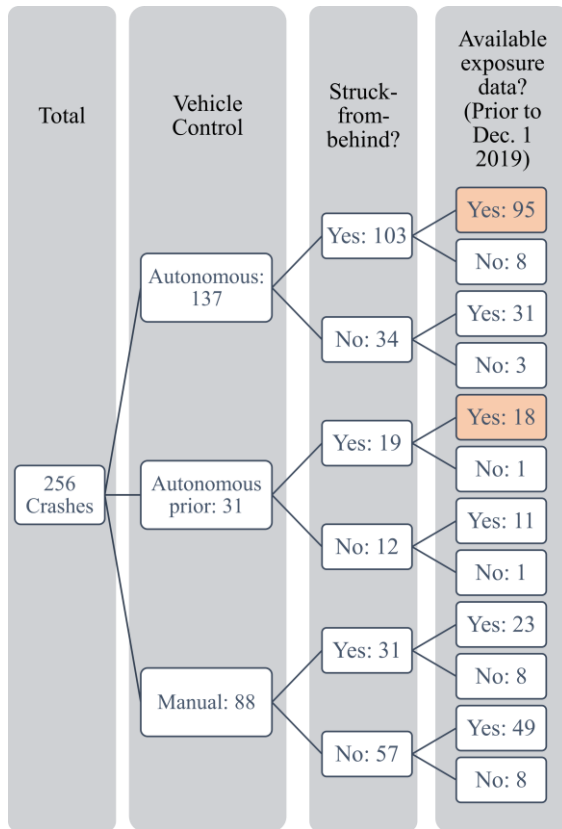 Total
Vehicle
Control
Struck-
from-
behind?
Available
exposure
data?
(Prior to
Dec. 1
2019)
256
Crashes
Autonomous:
137
Yes: 103
Yes: 95
No: 8
No: 34
Yes: 31
No: 3
Autonomous
prior: 31
Yes: 19
Yes: 18
No: 1
No: 12
Yes: 11
No: 1
Manual: 88
Yes: 31
Yes: 23
No: 8
No: 57
Yes: 49
No: 8